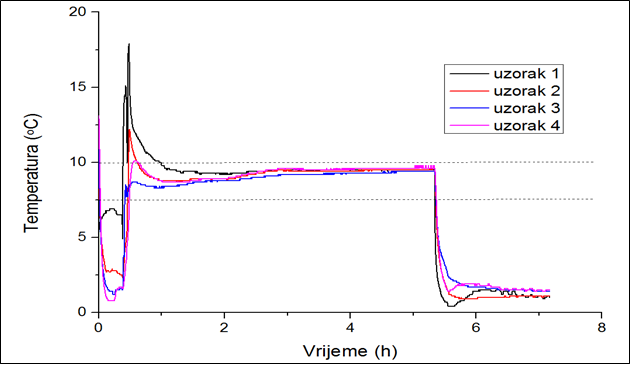 20
15
10
5
0
Temperatura (ºC)
uzorak 1
uzorak 2
uzorak 3
uzorak 4
0 2 4 6 8
Vrijeme (h)